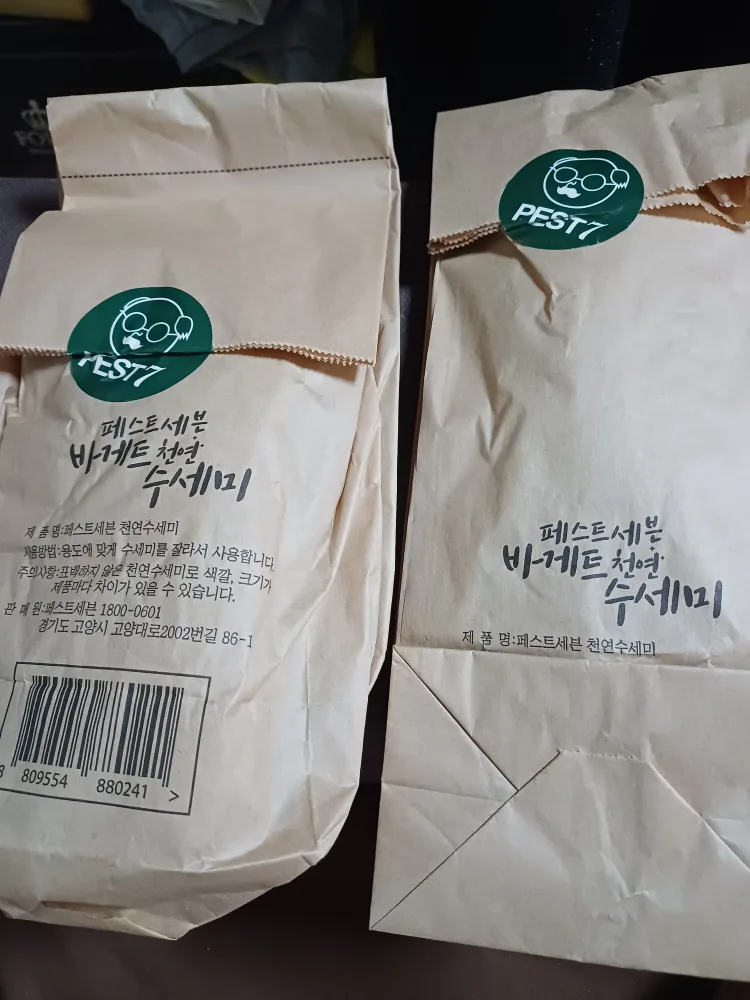 PEST7
페스트세븐
바게트 천연
수세미
제 품 명:페스트세븐 천연수세미
사용방법:용도에 맞게 수세미를 잘라서 사용합니다
주의사항:표백하지 않은 천연수세미로 색깔, 크기가
제품마다 차이가 있을 수 있습니다.
판 매 원:페스트세븐 1800-0601
경기도 고양시 고양대로2002번길 86-1
8 809554 880241 >
PEST7
페스트세븐
바게트 천연
수세미
제 품 명:페스트세븐 천연수세미